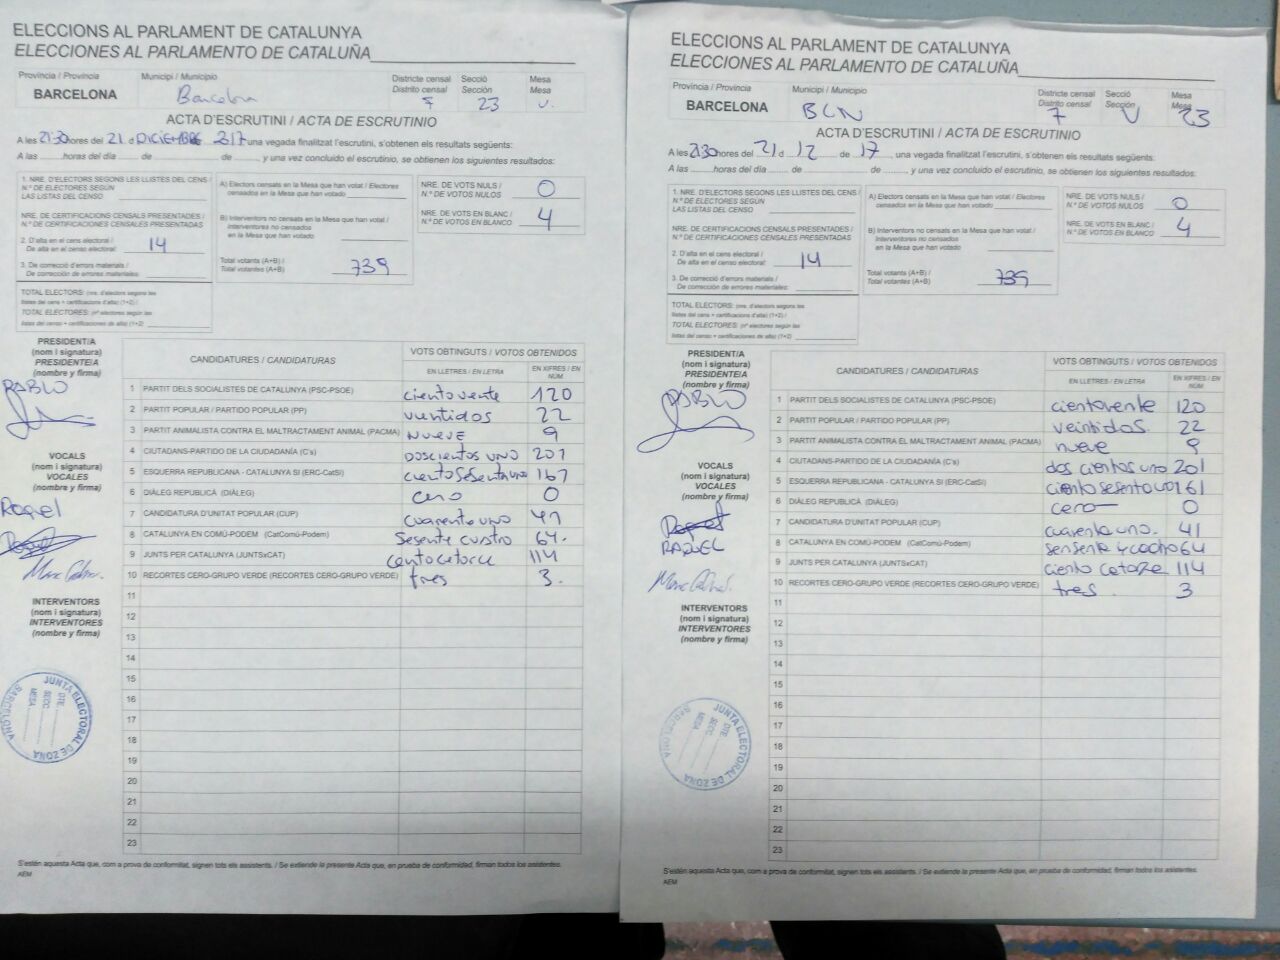 ELECCIONS AL PARLAMENT DE CATALUNYA
ELECCIONES AL PARLAMENTO DE CATALUÑA
Província / Provincia Municipi / Municipio Districte censal Secció Mesa
Distrito censal Sección Mesa
BARCELONA Barcelona 7 23 U.
ACTA D'ESCRUTINI / ACTA DE ESCRUTINIO
A les 21:30 hores del 21 d DICIEMBRE 2017 una vegada finalitzat l'escrutini, s'obtenen els resultats següents:
A las horas del día de de , y una vez concluido el escrutinio, se obtienen los siguientes resultados:
1. NRE. D'ELECTORS SEGONS LES LLISTES DEL CENS /
N.º DE ELECTORES SEGÚN
LAS LISTAS DEL CENSO
NRE. DE CERTIFICACIONS CENSALS PRESENTADES /
N.º DE CERTIFICACIONES CENSALES PRESENTADAS
2. D'alta en el cens electoral /
De alta en el censo electoral: 14
3. De correcció d'errors materials /
De corrección de errores materiales:
TOTAL ELECTORS: (nre. d'electors segons les
llistes del cens + certificacions d'alta) (1+2) /
TOTAL ELECTORES: (nº electores según las
listas del censo + certificaciones de alta) (1+2)
A) Electors censats en la Mesa que han votat / Electores
censados en la Mesa que han votado
B) Interventors no censats en la Mesa que han votat /
Interventores no censados
en la Mesa que han votado
Total votants (A+B) /
Total votantes (A+B) 739
NRE. DE VOTS NULS /
N.º DE VOTOS NULOS 0
NRE. DE VOTS EN BLANC /
N.º DE VOTOS EN BLANCO 4
PRESIDENT/A
(nom i signatura)
PRESIDENTE/A
(nombre y firma)
PABLO
VOCALS
(nom i signatura)
VOCALES
(nombre y firma)
Raquel
INTERVENTORS
(nom i signatura)
INTERVENTORES
(nombre y firma)
JUNTA ELECTORAL DE ZONA
BARCELONA
DTE.
SECC.
MESA
CANDIDATURES / CANDIDATURAS VOTS OBTINGUTS / VOTOS OBTENIDOS
EN LLETRES / EN LETRA EN XIFRES / EN NÚM
1 PARTIT DELS SOCIALISTES DE CATALUNYA (PSC-PSOE) ciento veinte 120
2 PARTIT POPULAR / PARTIDO POPULAR (PP) veintidos 22
3 PARTIT ANIMALISTA CONTRA EL MALTRACTAMENT ANIMAL (PACMA) NUEVE 9
4 CIUTADANS-PARTIDO DE LA CIUDADANÍA (C's) DOSCIENTOS UNO 201
5 ESQUERRA REPUBLICANA - CATALUNYA SÍ (ERC-CatSí) ciento sesenta uno 161
6 DIÀLEG REPUBLICÀ (DIÀLEG) cero 0
7 CANDIDATURA D'UNITAT POPULAR (CUP) cuarenta uno 41
8 CATALUNYA EN COMÚ-PODEM (CatComú-Podem) Sesente cuatro 64.
9 JUNTS PER CATALUNYA (JUNTSxCAT) ciento catorce 114
10 RECORTES CERO-GRUPO VERDE (RECORTES CERO-GRUPO VERDE) tres 3.
11
12
13
14
15
16
17
18
19
20
21
22
23
S'estén aquesta Acta que, com a prova de conformitat, signen tots els assistents. / Se extiende la presente Acta que, en prueba de conformidad, firman todos los asistentes.
AEM
ELECCIONS AL PARLAMENT DE CATALUNYA
ELECCIONES AL PARLAMENTO DE CATALUÑA
Província / Provincia Municipi / Municipio Districte censal Secció Mesa
Distrito censal Sección Mesa
BARCELONA BCN 7 U 23
ACTA D'ESCRUTINI / ACTA DE ESCRUTINIO
A les 21:30 hores del 21 d 12 de 17, una vegada finalitzat l'escrutini, s'obtenen els resultats següents:
A las horas del día de de , y una vez concluido el escrutinio, se obtienen los siguientes resultados:
1. NRE. D'ELECTORS SEGONS LES LLISTES DEL CENS /
N.º DE ELECTORES SEGÚN
LAS LISTAS DEL CENSO
NRE. DE CERTIFICACIONS CENSALS PRESENTADES /
N.º DE CERTIFICACIONES CENSALES PRESENTADAS
2. D'alta en el cens electoral /
De alta en el censo electoral: 14
3. De correcció d'errors materials /
De corrección de errores materiales:
TOTAL ELECTORS: (nre. d'electors segons les
llistes del cens + certificacions d'alta) (1+2) /
TOTAL ELECTORES: (nº electores según las
listas del censo + certificaciones de alta) (1+2)
A) Electors censats en la Mesa que han votat / Electores
censados en la Mesa que han votado
B) Interventors no censats en la Mesa que han votat /
Interventores no censados
en la Mesa que han votado
Total votants (A+B) /
Total votantes (A+B) 739
NRE. DE VOTS NULS /
N.º DE VOTOS NULOS 0
NRE. DE VOTS EN BLANC /
N.º DE VOTOS EN BLANCO 4
PRESIDENT/A
(nom i signatura)
PRESIDENTE/A
(nombre y firma)
PABLO
VOCALS
(nom i signatura)
VOCALES
(nombre y firma)
RAQUEL
INTERVENTORS
(nom i signatura)
INTERVENTORES
(nombre y firma)
JUNTA ELECTORAL DE ZONA
BARCELONA
DTE.
SECC.
MESA
CANDIDATURES / CANDIDATURAS VOTS OBTINGUTS / VOTOS OBTENIDOS
EN LLETRES / EN LETRA EN XIFRES / EN NÚM
1 PARTIT DELS SOCIALISTES DE CATALUNYA (PSC-PSOE) cientoveinte 120
2 PARTIT POPULAR / PARTIDO POPULAR (PP) veintidos. 22
3 PARTIT ANIMALISTA CONTRA EL MALTRACTAMENT ANIMAL (PACMA) nueve 9
4 CIUTADANS-PARTIDO DE LA CIUDADANÍA (C's) dos cientos uno 201
5 ESQUERRA REPUBLICANA - CATALUNYA SÍ (ERC-CatSí) ciento sesenta uno 161
6 DIÀLEG REPUBLICÀ (DIÀLEG) cero 0
7 CANDIDATURA D'UNITAT POPULAR (CUP) cuarenta uno. 41
8 CATALUNYA EN COMÚ-PODEM (CatComú-Podem) sensenta y cuatro 64
9 JUNTS PER CATALUNYA (JUNTSxCAT) ciento catorze 114
10 RECORTES CERO-GRUPO VERDE (RECORTES CERO-GRUPO VERDE) tres. 3
11
12
13
14
15
16
17
18
19
20
21
22
23
S'estén aquesta Acta que, com a prova de conformitat, signen tots els assistents. / Se extiende la presente Acta que, en prueba de conformidad, firman todos los asistentes.
AEM